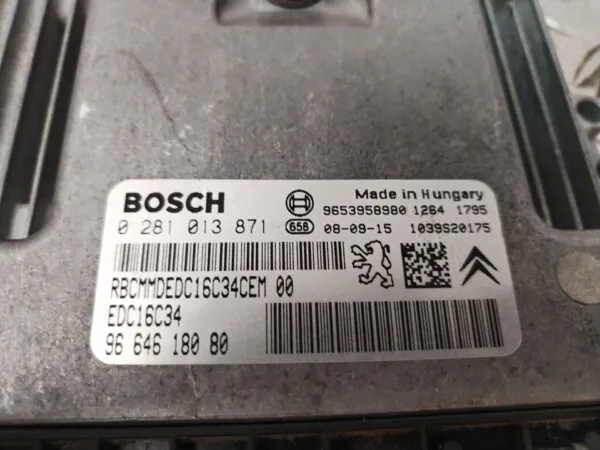 BOSCH
Made in Hungary
9653958980 1264 1795
0 281 013 871 658 08-09-15 1039S20175
RBCMMDEDC16C34CEM 00
EDC16C34
96 646 180 80